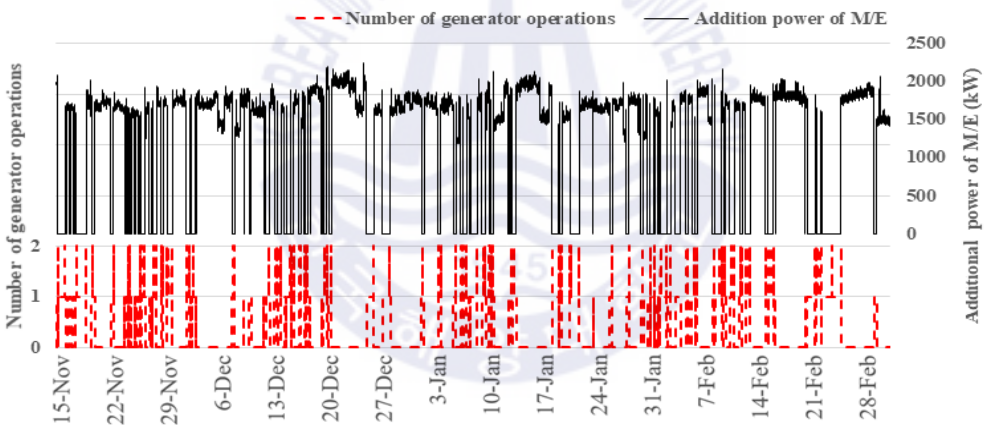 Number of generator operations
Addition power of M/E
2500
2000
1500
1000
500
0
Additional power of M/E (kW)
Number of generator operations
2
1
0
15-Nov
22-Nov
29-Nov
6-Dec
13-Dec
20-Dec
27-Dec
3-Jan
10-Jan
17-Jan
24-Jan
31-Jan
7-Feb
14-Feb
21-Feb
28-Feb